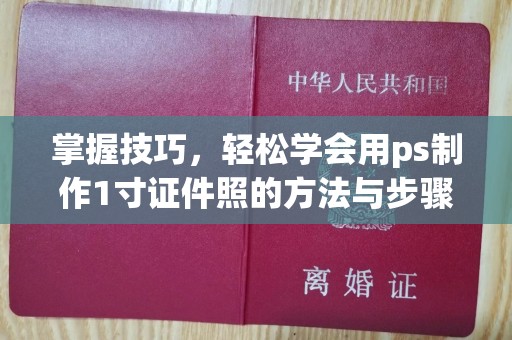 中华人民共和国
掌握技巧，轻松学会用ps制
作1寸证件照的方法与步骤
离婚证